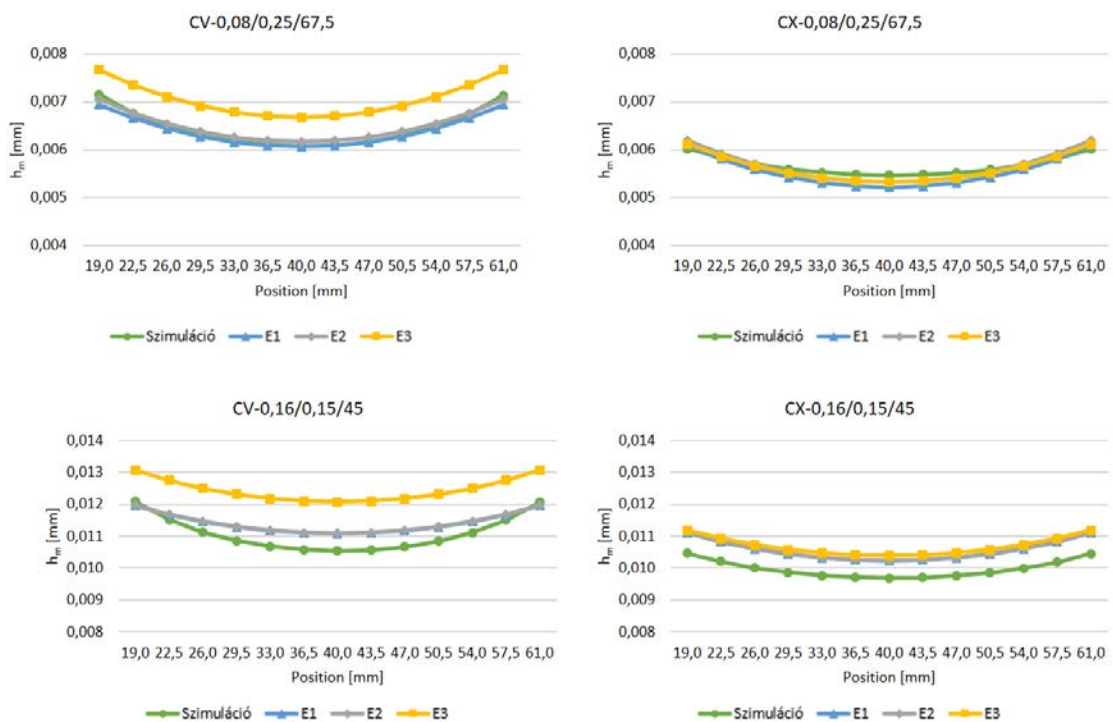 CV-0,08/0,25/67,5
0,008
0,007
0,006
0,005
0,004
hm [mm]
19,0 22,5 26,0 29,5 33,0 36,5 40,0 43,5 47,0 50,5 54,0 57,5 61,0
Position [mm]
Szimuláció E1 E2 E3
CX-0,08/0,25/67,5
0,008
0,007
0,006
0,005
0,004
hm [mm]
19,0 22,5 26,0 29,5 33,0 36,5 40,0 43,5 47,0 50,5 54,0 57,5 61,0
Position [mm]
Szimuláció E1 E2 E3
CV-0,16/0,15/45
0,014
0,013
0,012
0,011
0,010
0,009
0,008
hm [mm]
19,0 22,5 26,0 29,5 33,0 36,5 40,0 43,5 47,0 50,5 54,0 57,5 61,0
Position [mm]
Szimuláció E1 E2 E3
CX-0,16/0,15/45
0,014
0,013
0,012
0,011
0,010
0,009
0,008
hm [mm]
19,0 22,5 26,0 29,5 33,0 36,5 40,0 43,5 47,0 50,5 54,0 57,5 61,0
Position [mm]
Szimuláció E1 E2 E3